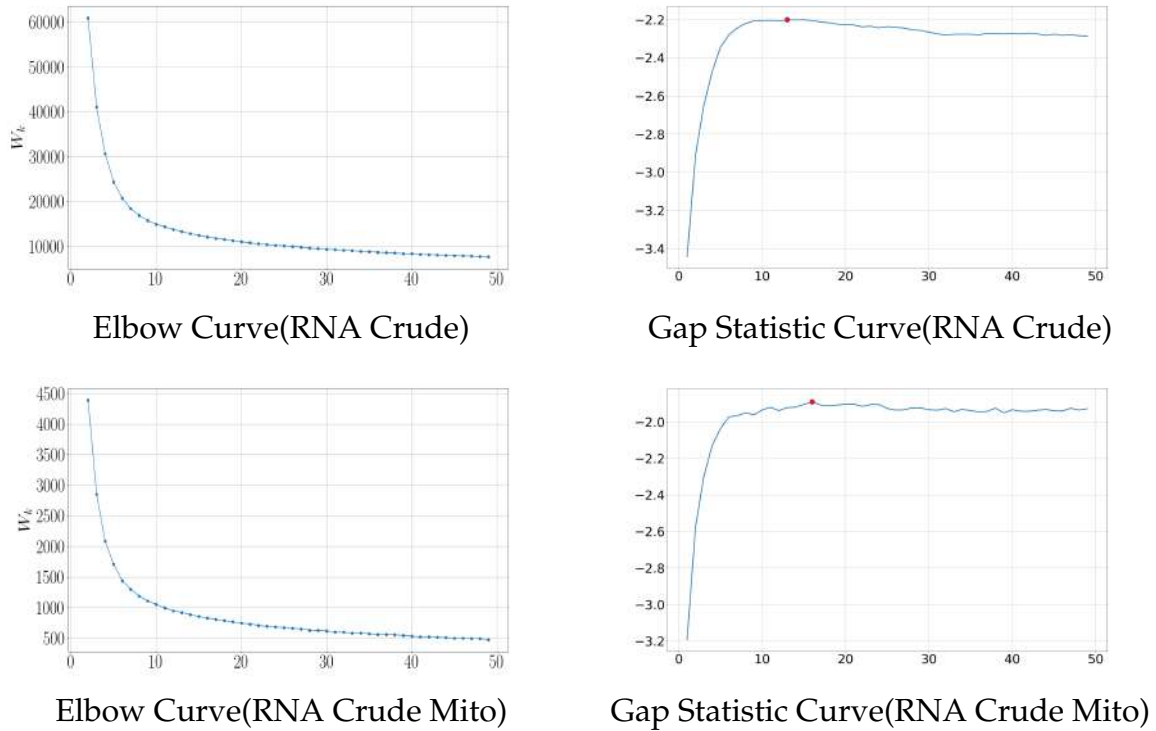 60000
50000
40000
30000
20000
10000
W_k
0 10 20 30 40 50
Elbow Curve(RNA Crude)
−2.2
−2.4
−2.6
−2.8
−3.0
−3.2
−3.4
0 10 20 30 40 50
Gap Statistic Curve(RNA Crude)
4500
4000
3500
3000
2500
2000
1500
1000
500
W_k
0 10 20 30 40 50
Elbow Curve(RNA Crude Mito)
−2.0
−2.2
−2.4
−2.6
−2.8
−3.0
−3.2
0 10 20 30 40 50
Gap Statistic Curve(RNA Crude Mito)